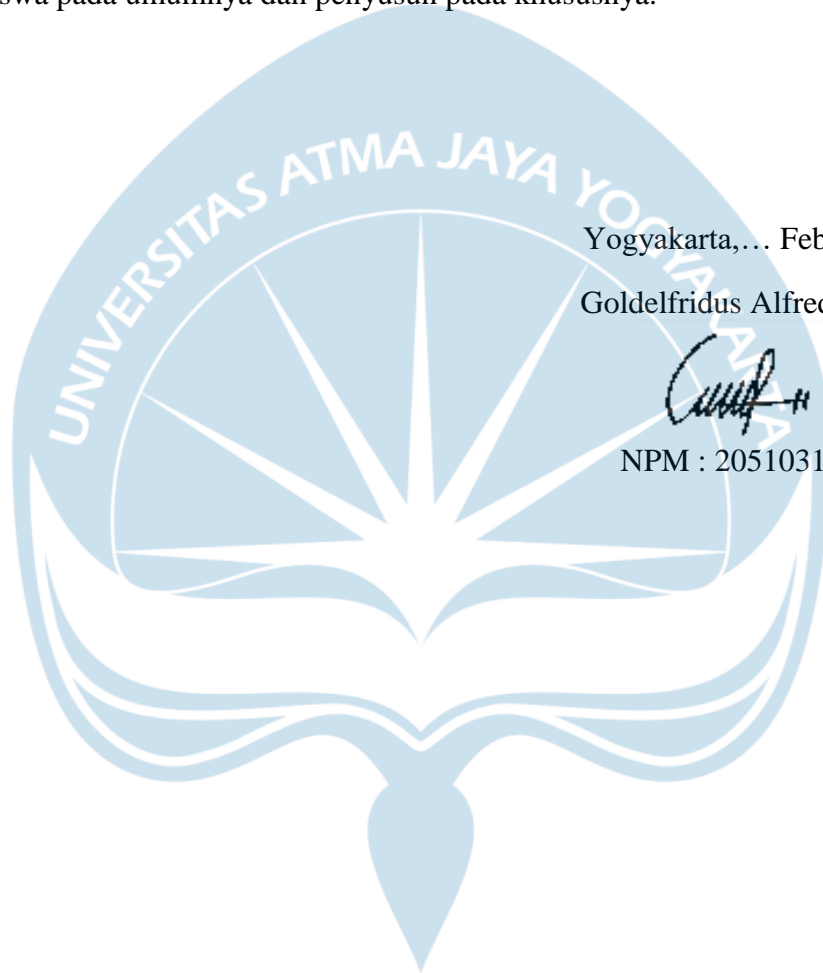 swa pada umumnya dan penyusun pada khususnya.
UNIVERSITAS ATMA JAYA YOGYAKARTA
Yogyakarta,… Feb
Goldelfridus Alfred
NPM : 2051031